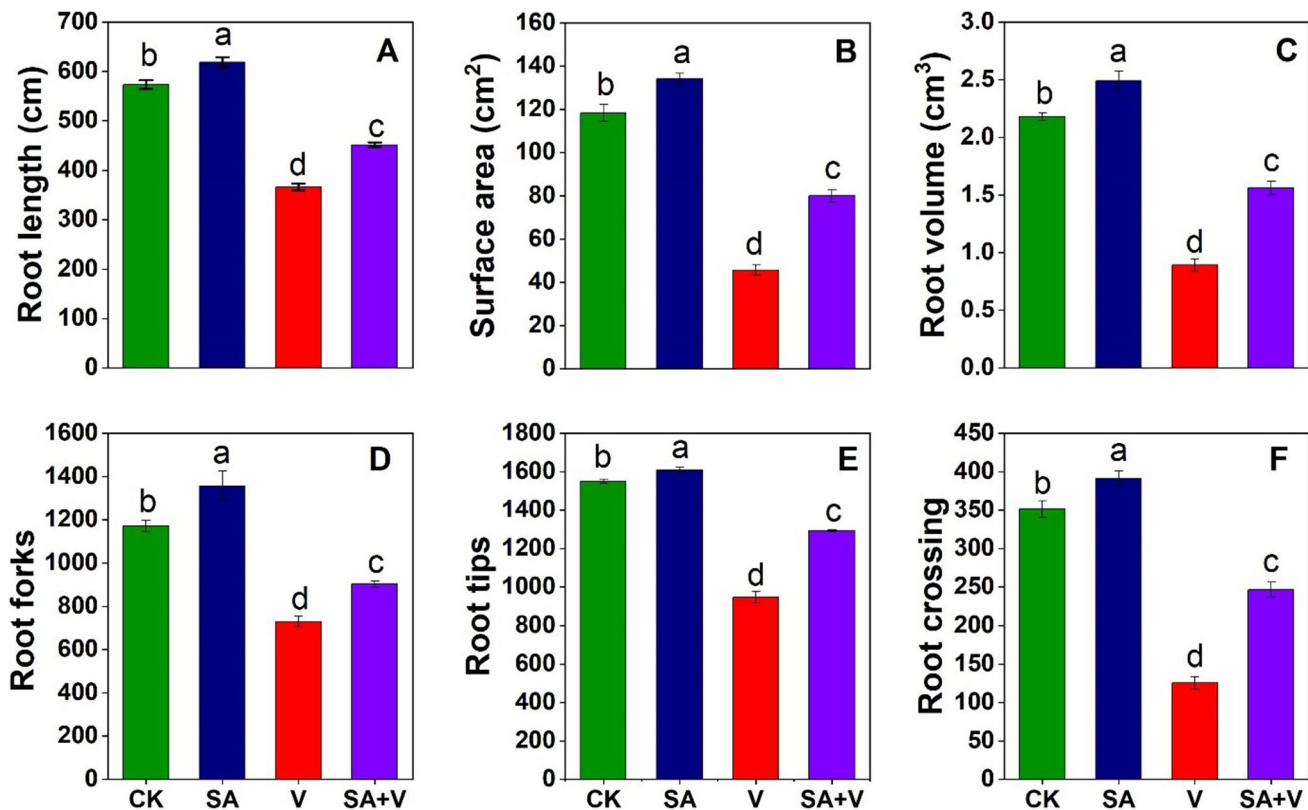 A
Root length (cm)
700
600
500
400
300
200
100
0
b
a
d
c
B
Surface area (cm²)
160
140
120
100
80
60
40
20
0
b
a
d
c
C
Root volume (cm³)
3.0
2.5
2.0
1.5
1.0
0.5
0.0
b
a
d
c
D
Root forks
1600
1400
1200
1000
800
600
400
200
0
b
a
d
c
CK SA V SA+V
E
Root tips
1800
1600
1400
1200
1000
800
600
400
200
0
b
a
d
c
CK SA V SA+V
F
Root crossing
450
400
350
300
250
200
150
100
50
0
b
a
d
c
CK SA V SA+V